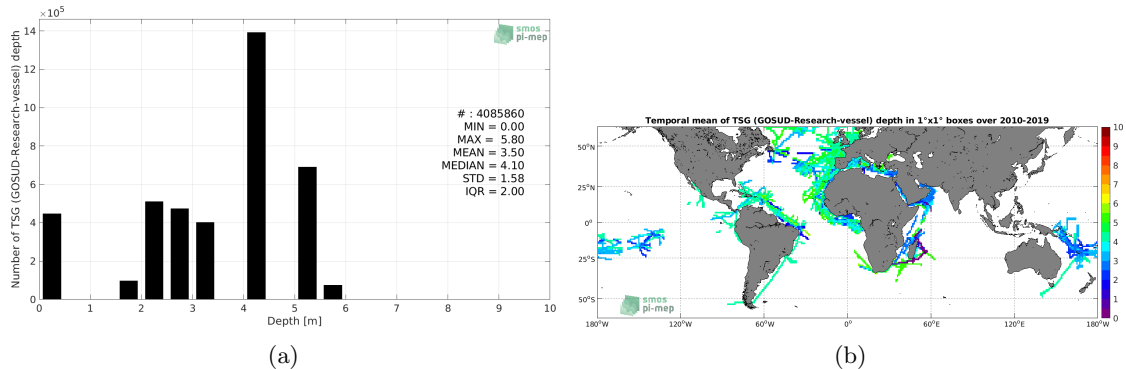 ×10⁵
14
12
10
8
6
4
2
0
Number of TSG (GOSUD-Research-vessel) depth
smos
pi-mep
# : 4085860
MIN = 0.00
MAX = 5.80
MEAN = 3.50
MEDIAN = 4.10
STD = 1.58
IQR = 2.00
0 1 2 3 4 5 6 7 8 9 10
Depth [m]
(a)
Temporal mean of TSG (GOSUD-Research-vessel) depth in 1°x1° boxes over 2010-2019
50°N
25°N
0°
25°S
50°S
smos
pi-mep
180°W 120°W 60°W 0° 60°E 120°E 180°W
10
9
8
7
6
5
4
3
2
1
0
(b)